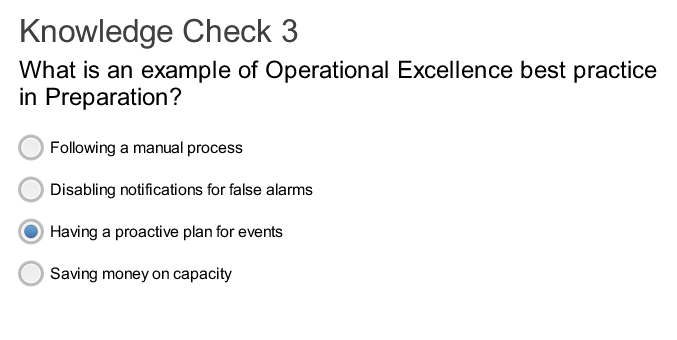 Knowledge Check 3
What is an example of Operational Excellence best practice
in Preparation?
Following a manual process
Disabling notifications for false alarms
Having a proactive plan for events
Saving money on capacity